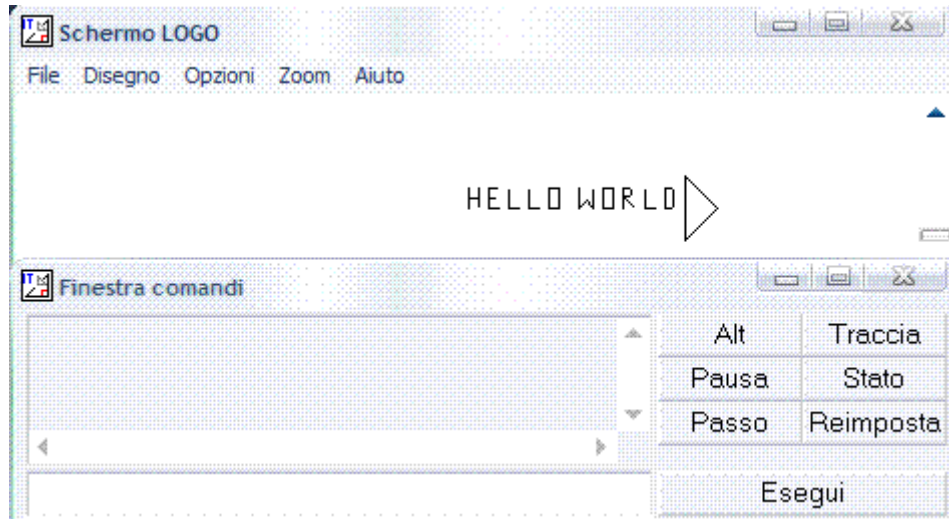 Schermo LOGO
File Disegno Opzioni Zoom Aiuto
HELLO WORLD
Finestra comandi
Alt Traccia
Pausa Stato
Passo Reimposta
Esegui